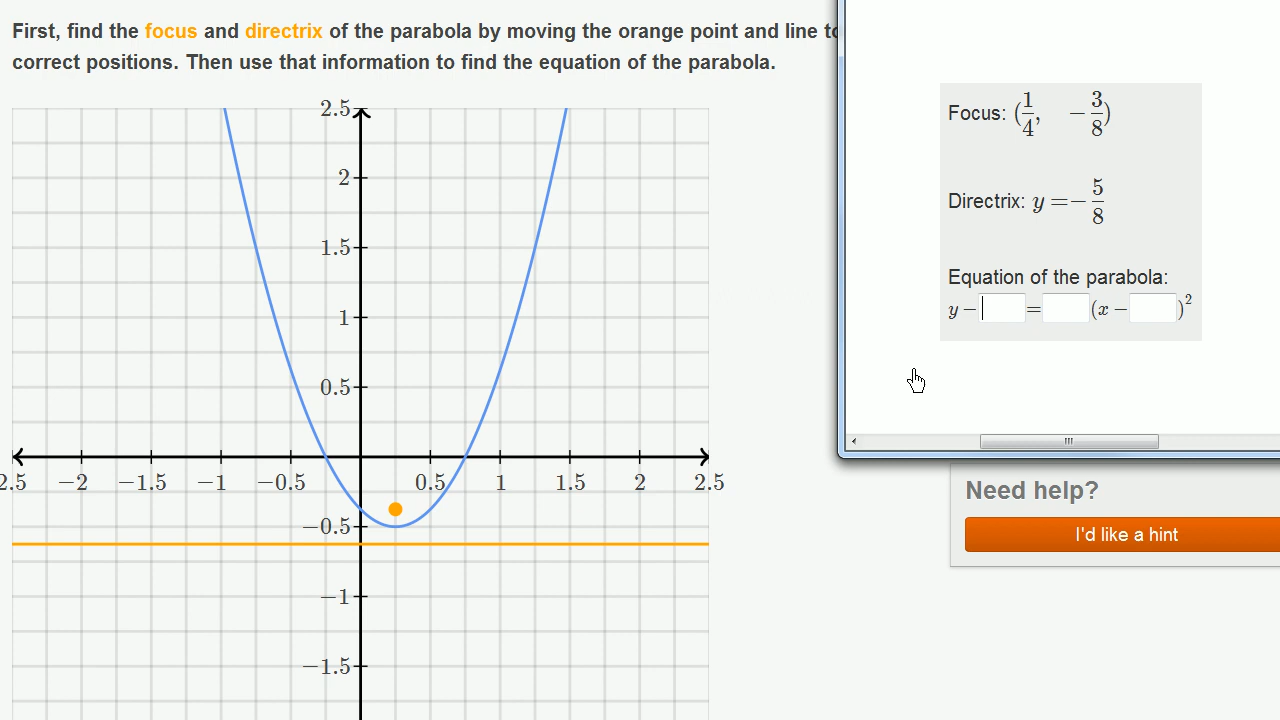 First, find the focus and directrix of the parabola by moving the orange point and line to
correct positions. Then use that information to find the equation of the parabola.
2.5
2
1.5
1
0.5
2.5 −2 −1.5 −1 −0.5 0.5 1 1.5 2 2.5
−0.5
−1
−1.5
Focus: (1/4, −3/8)
Directrix: y = −5/8
Equation of the parabola:
y − = (x − )²
Need help?
I'd like a hint